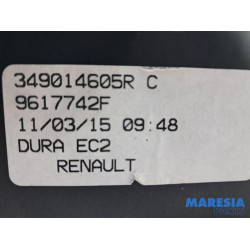 349014605R C
9617742F
11/03/15 09:48
DURA EC2
RENAULT
MARESIA